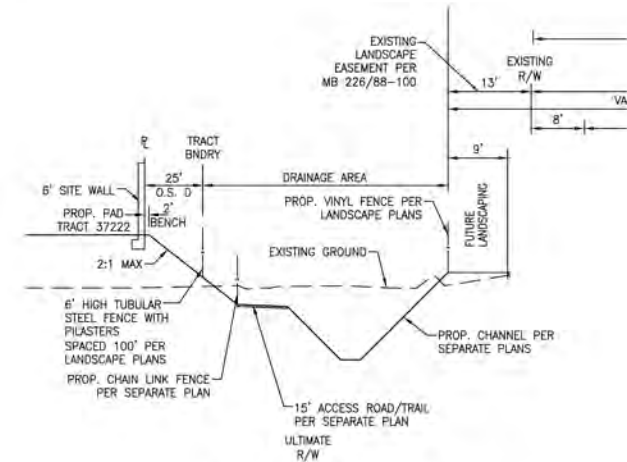 EXISTING
LANDSCAPE
EASEMENT PER
MB 226/88-100
EXISTING
R/W
13'
VA
8'
9'
FUTURE
LANDSCAPING
TRACT
BNDRY
25'
O.S. D
DRAINAGE AREA
6' SITE WALL
PROP. PAD
TRACT 37222
2'
BENCH
2:1 MAX
PROP. VINYL FENCE PER
LANDSCAPE PLANS
EXISTING GROUND
6' HIGH TUBULAR
STEEL FENCE WITH
PILASTERS
SPACED 100' PER
LANDSCAPE PLANS
PROP. CHANNEL PER
SEPARATE PLANS
PROP. CHAIN LINK FENCE
PER SEPARATE PLAN
15' ACCESS ROAD/TRAIL
PER SEPARATE PLAN
ULTIMATE
R/W